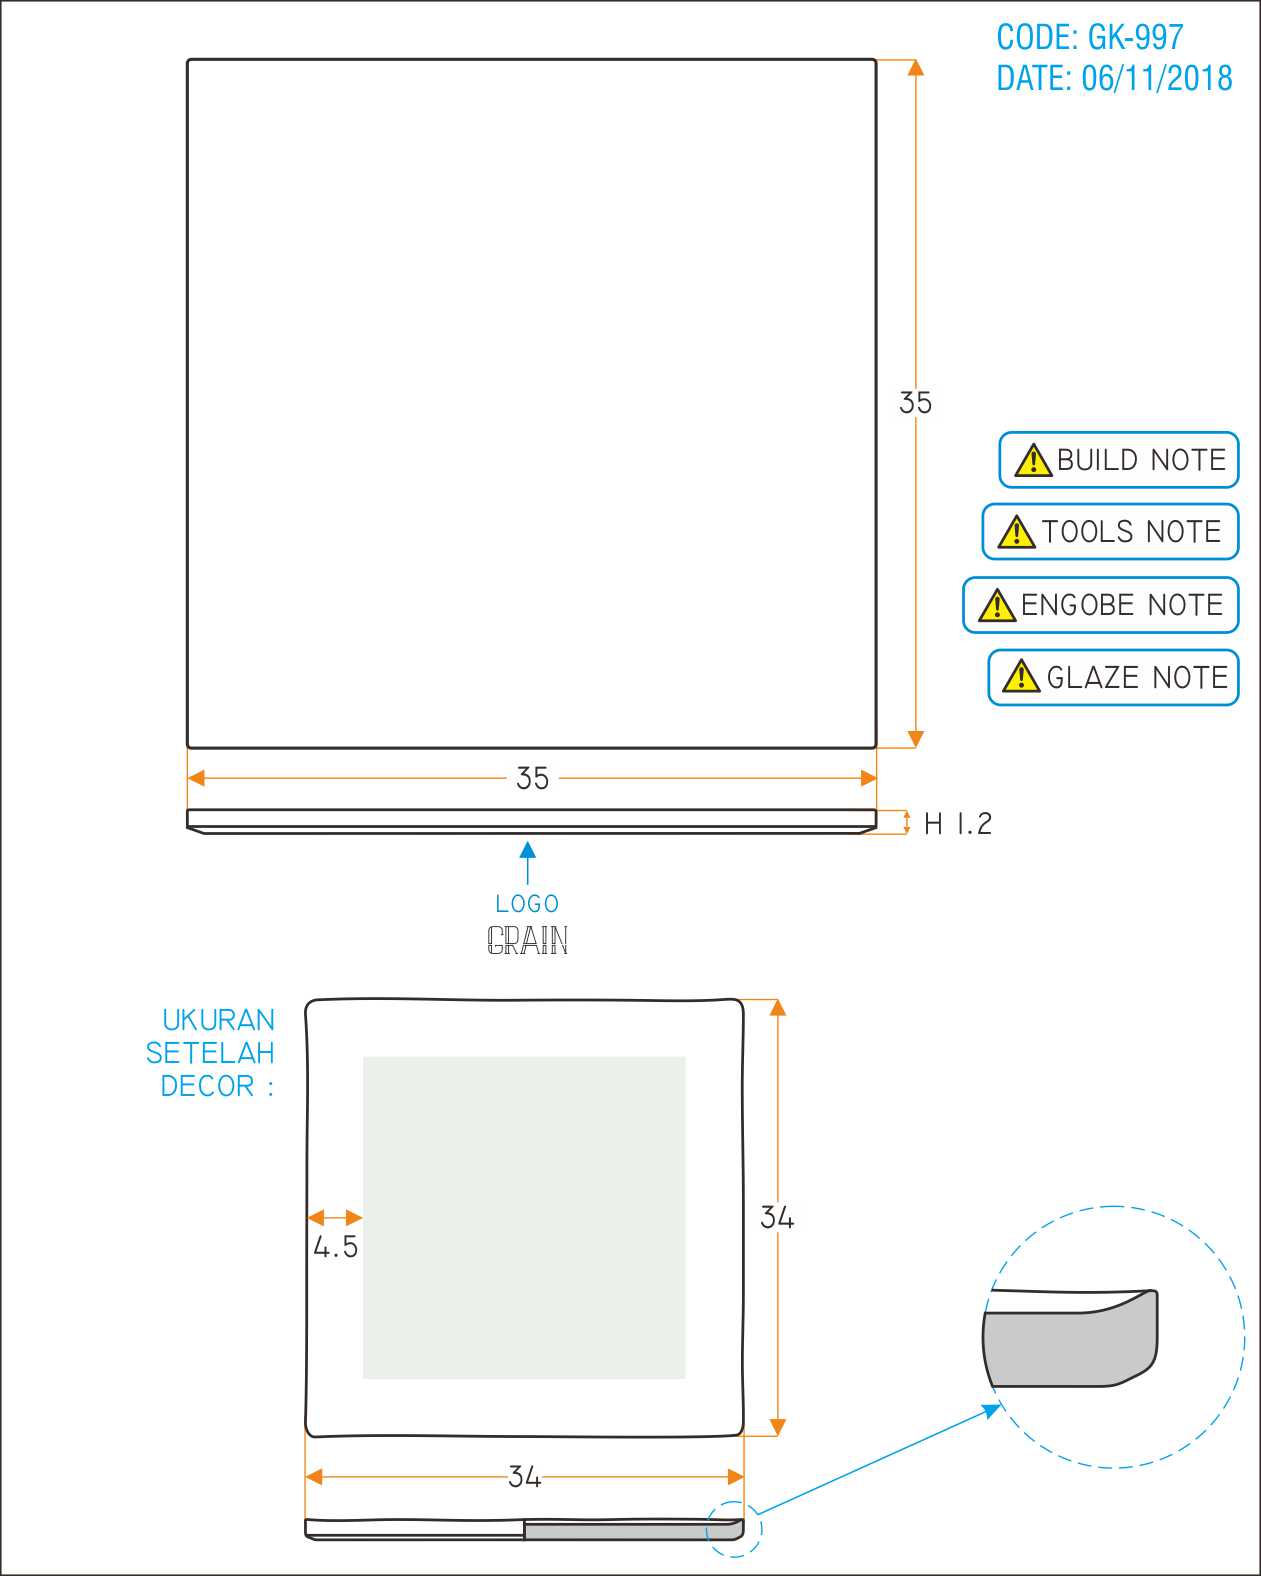 CODE: GK-997
DATE: 06/11/2018
35
BUILD NOTE
TOOLS NOTE
ENGOBE NOTE
GLAZE NOTE
35
H 1.2
LOGO
GRAIN
UKURAN
SETELAH
DECOR :
34
4.5
34